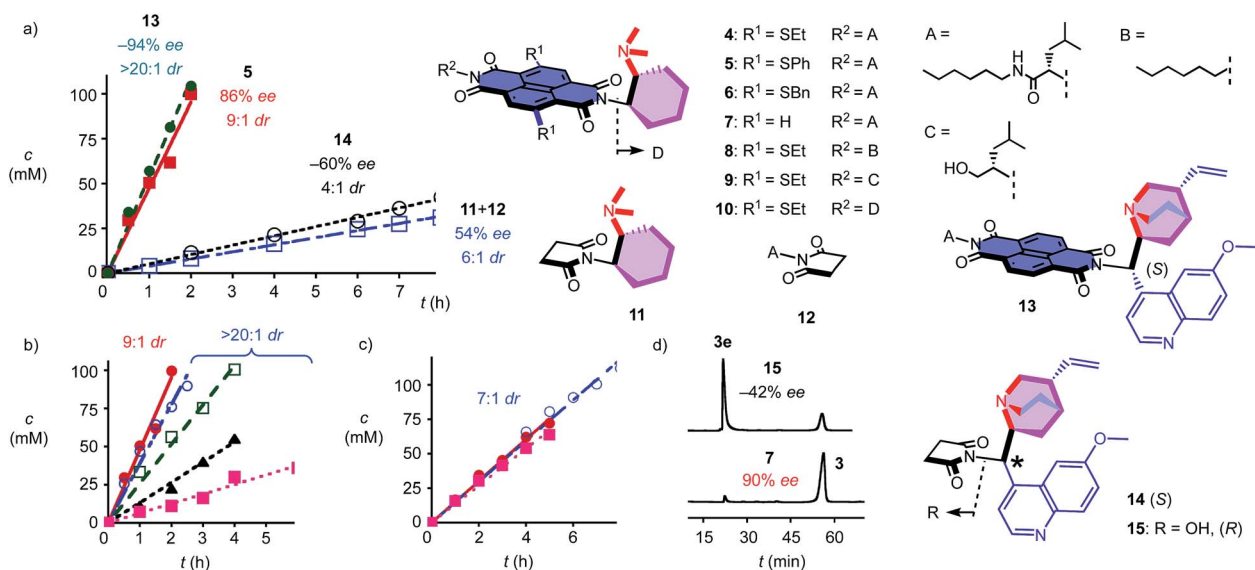 a)
13
–94% ee
>20:1 dr
5
86% ee
9:1 dr
14
–60% ee
4:1 dr
c
(mM)
100
75
50
25
0
0 1 2 3 4 5 6 7 t (h)
11+12
54% ee
6:1 dr
R¹
R²
N
O
O
N
O
O
R¹
N
D
4: R¹ = SEt R² = A
5: R¹ = SPh R² = A
6: R¹ = SBn R² = A
7: R¹ = H R² = A
8: R¹ = SEt R² = B
9: R¹ = SEt R² = C
10: R¹ = SEt R² = D
A =
H
N
O
B =
C =
HO
N
O
N
O
11
A
N
O
O
12
A
N
O
O
O
N
O
N
(S)
O
N
13
b)
9:1 dr
>20:1 dr
c
(mM)
100
75
50
25
0
0 1 2 3 4 5
t (h)
c)
7:1 dr
c
(mM)
100
75
50
25
0
0 2 4 6
t (h)
d)
3e
15
–42% ee
7
90% ee
3
15 30 45 60
t (min)
N
O
N
O
*
O
R
N
14 (S)
15: R = OH, (R)